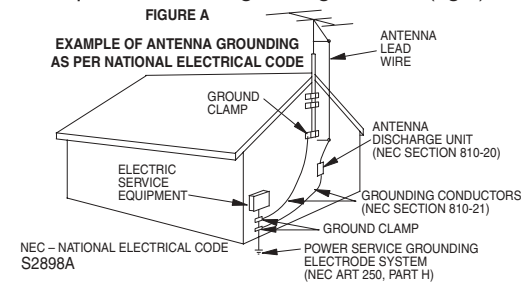 FIGURE A
EXAMPLE OF ANTENNA GROUNDING
AS PER NATIONAL ELECTRICAL CODE
ANTENNA
LEAD
WIRE
GROUND
CLAMP
ANTENNA
DISCHARGE UNIT
(NEC SECTION 810-20)
ELECTRIC
SERVICE
EQUIPMENT
GROUNDING CONDUCTORS
(NEC SECTION 810-21)
GROUND CLAMP
POWER SERVICE GROUNDING
ELECTRODE SYSTEM
(NEC ART 250, PART H)
NEC – NATIONAL ELECTRICAL CODE
S2898A